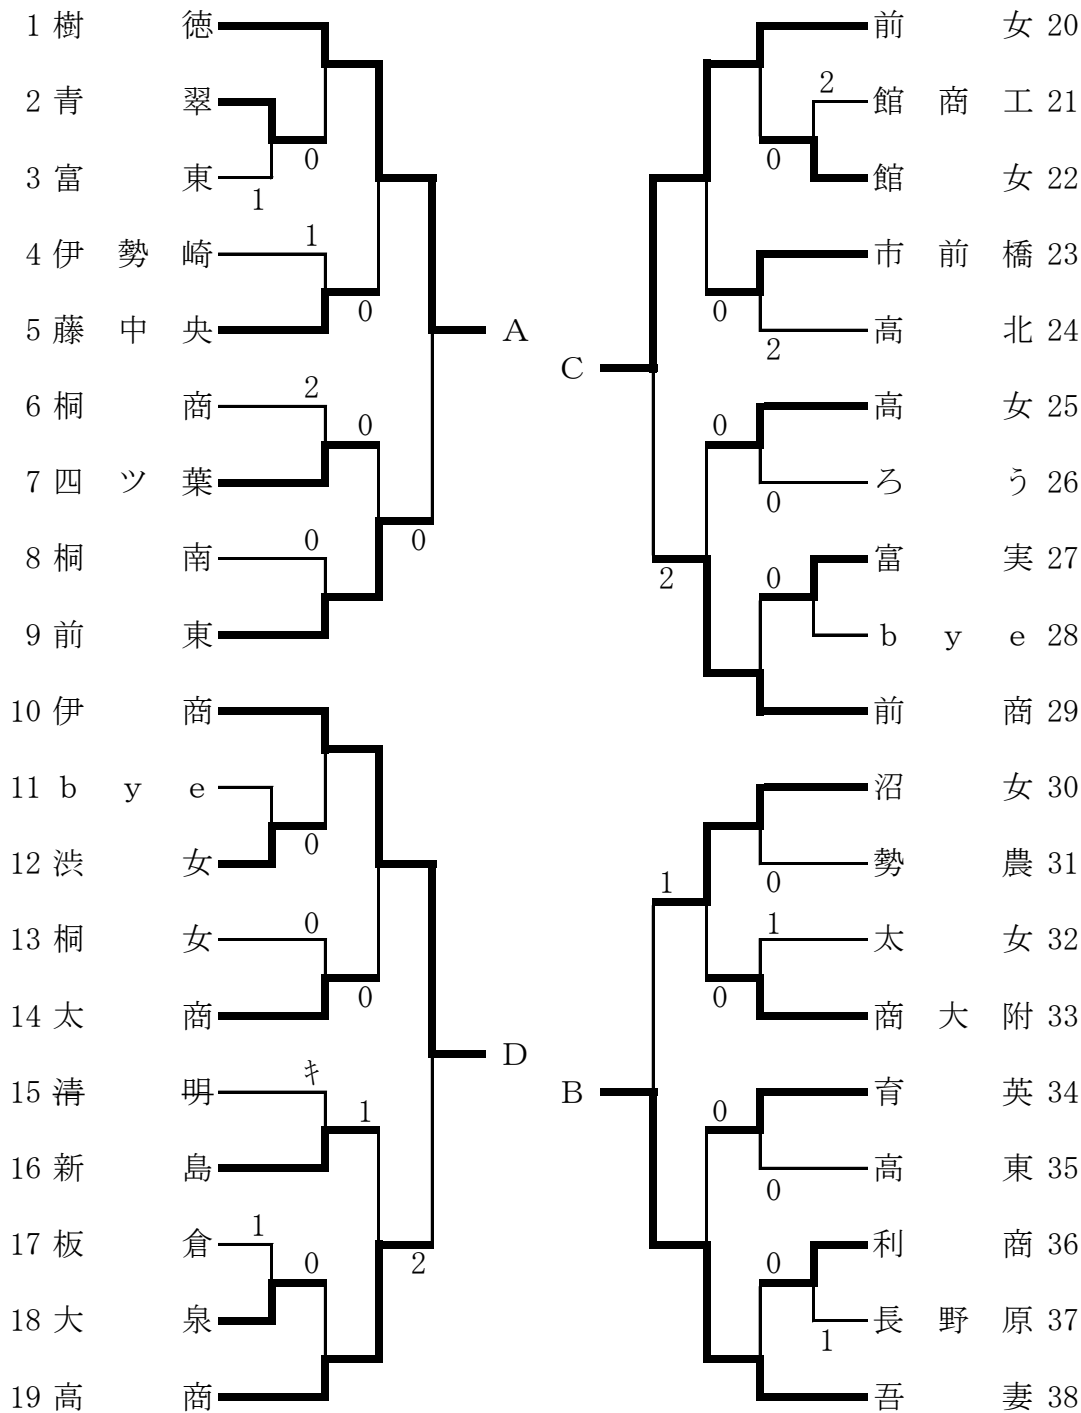 1 樹 徳
2 青 翠
0
3 富 東
1
4 伊 勢 崎
1
5 藤 中 央
0
A
6 桐 商
2
0
7 四 ツ 葉
8 桐 南
0
0
9 前 東
10 伊 商
11 b y e
0
12 渋 女
13 桐 女
0
14 太 商
0
D
15 清 明
キ
1
16 新 島
17 板 倉
1
0
2
18 大 泉
19 高 商
前 女 20
2
館 商 工 21
0
館 女 22
市 前 橋 23
0
高 北 24
2
C
高 女 25
0
ろ う 26
0
富 実 27
0
2
b y e 28
前 商 29
沼 女 30
勢 農 31
0
1
太 女 32
1
商 大 附 33
0
B
育 英 34
0
高 東 35
0
利 商 36
0
長 野 原 37
1
吾 妻 38